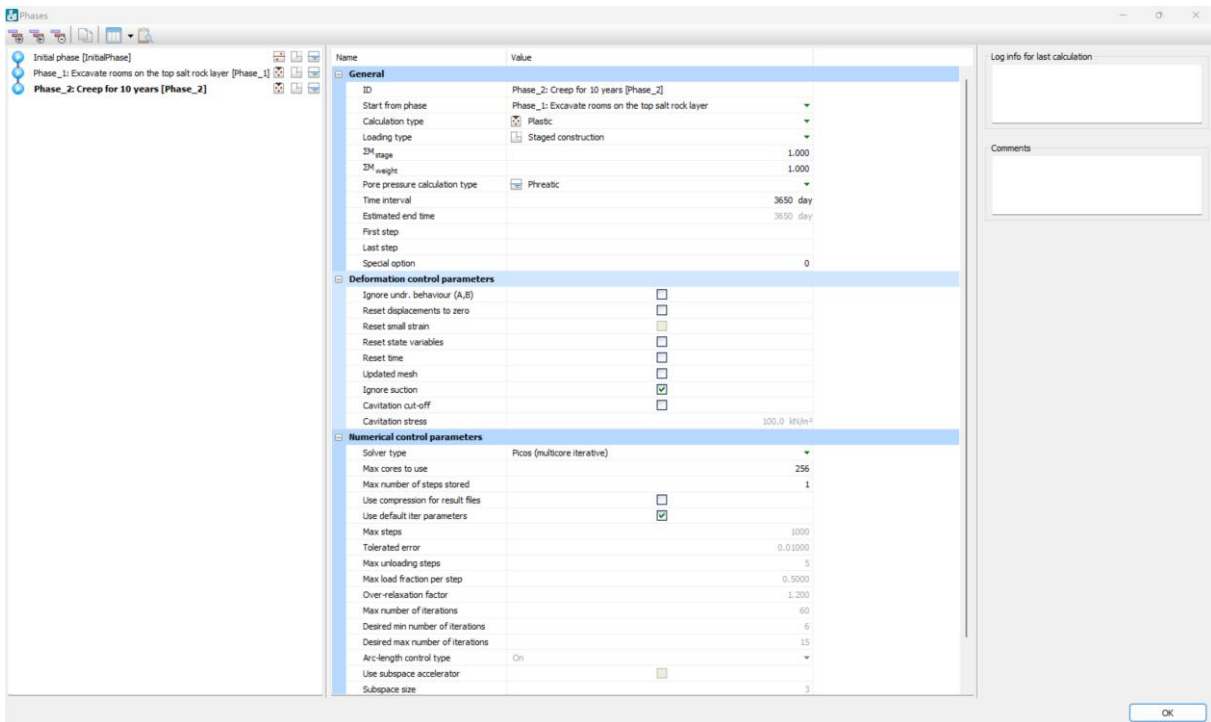 Phases
Initial phase [InitialPhase]
Phase_1: Excavate rooms on the top salt rock layer [Phase_1]
Phase_2: Creep for 10 years [Phase_2]
Name Value
General
ID Phase_2: Creep for 10 years [Phase_2]
Start from phase Phase_1: Excavate rooms on the top salt rock layer
Calculation type Plastic
Loading type Staged construction
ΣM stage 1.000
ΣM weight 1.000
Pore pressure calculation type Phreatic
Time interval 3650 day
Estimated end time 3650 day
First step
Last step
Special option 0
Deformation control parameters
Ignore undr. behaviour (A,B)
Reset displacements to zero
Reset small strain
Reset state variables
Reset time
Updated mesh
Ignore suction
Cavitation cut-off
Cavitation stress 100.0 kN/m²
Numerical control parameters
Solver type Picos (multicore iterative)
Max cores to use 256
Max number of steps stored 1
Use compression for result files
Use default iter parameters
Max steps 1000
Tolerated error 0.01000
Max unloading steps 5
Max load fraction per step 0.5000
Over-relaxation factor 1.200
Max number of iterations 60
Desired min number of iterations 6
Desired max number of iterations 15
Arc-length control type On
Use subspace accelerator
Subspace size 3
Log info for last calculation
Comments
OK